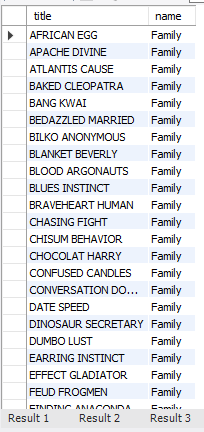 title name
AFRICAN EGG Family
APACHE DIVINE Family
ATLANTIS CAUSE Family
BAKED CLEOPATRA Family
BANG KWAI Family
BEDAZZLED MARRIED Family
BILKO ANONYMOUS Family
BLANKET BEVERLY Family
BLOOD ARGONAUTS Family
BLUES INSTINCT Family
BRAVEHEART HUMAN Family
CHASING FIGHT Family
CHISUM BEHAVIOR Family
CHOCOLAT HARRY Family
CONFUSED CANDLES Family
CONVERSATION DO... Family
DATE SPEED Family
DINOSAUR SECRETARY Family
DUMBO LUST Family
EARRING INSTINCT Family
EFFECT GLADIATOR Family
FEUD FROGMEN Family
FINDING ANACONDA Family
Result 1 Result 2 Result 3